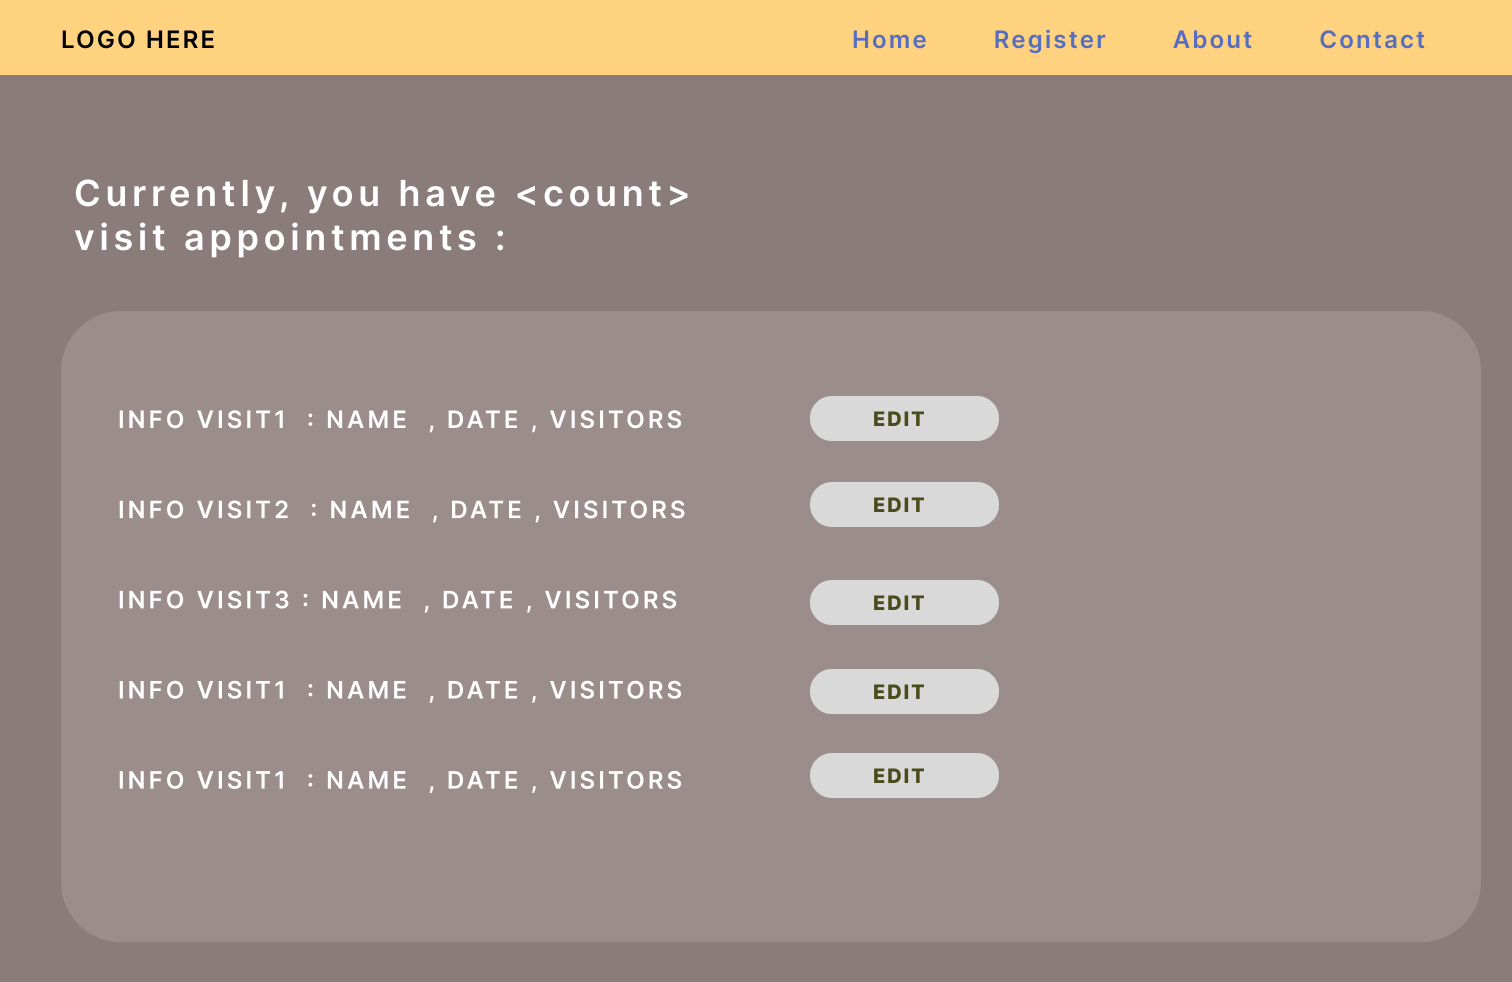 LOGO HERE Home Register About Contact
Currently, you have <count>
visit appointments :
INFO VISIT1 : NAME , DATE , VISITORS EDIT
INFO VISIT2 : NAME , DATE , VISITORS EDIT
INFO VISIT3 : NAME , DATE , VISITORS EDIT
INFO VISIT1 : NAME , DATE , VISITORS EDIT
INFO VISIT1 : NAME , DATE , VISITORS EDIT